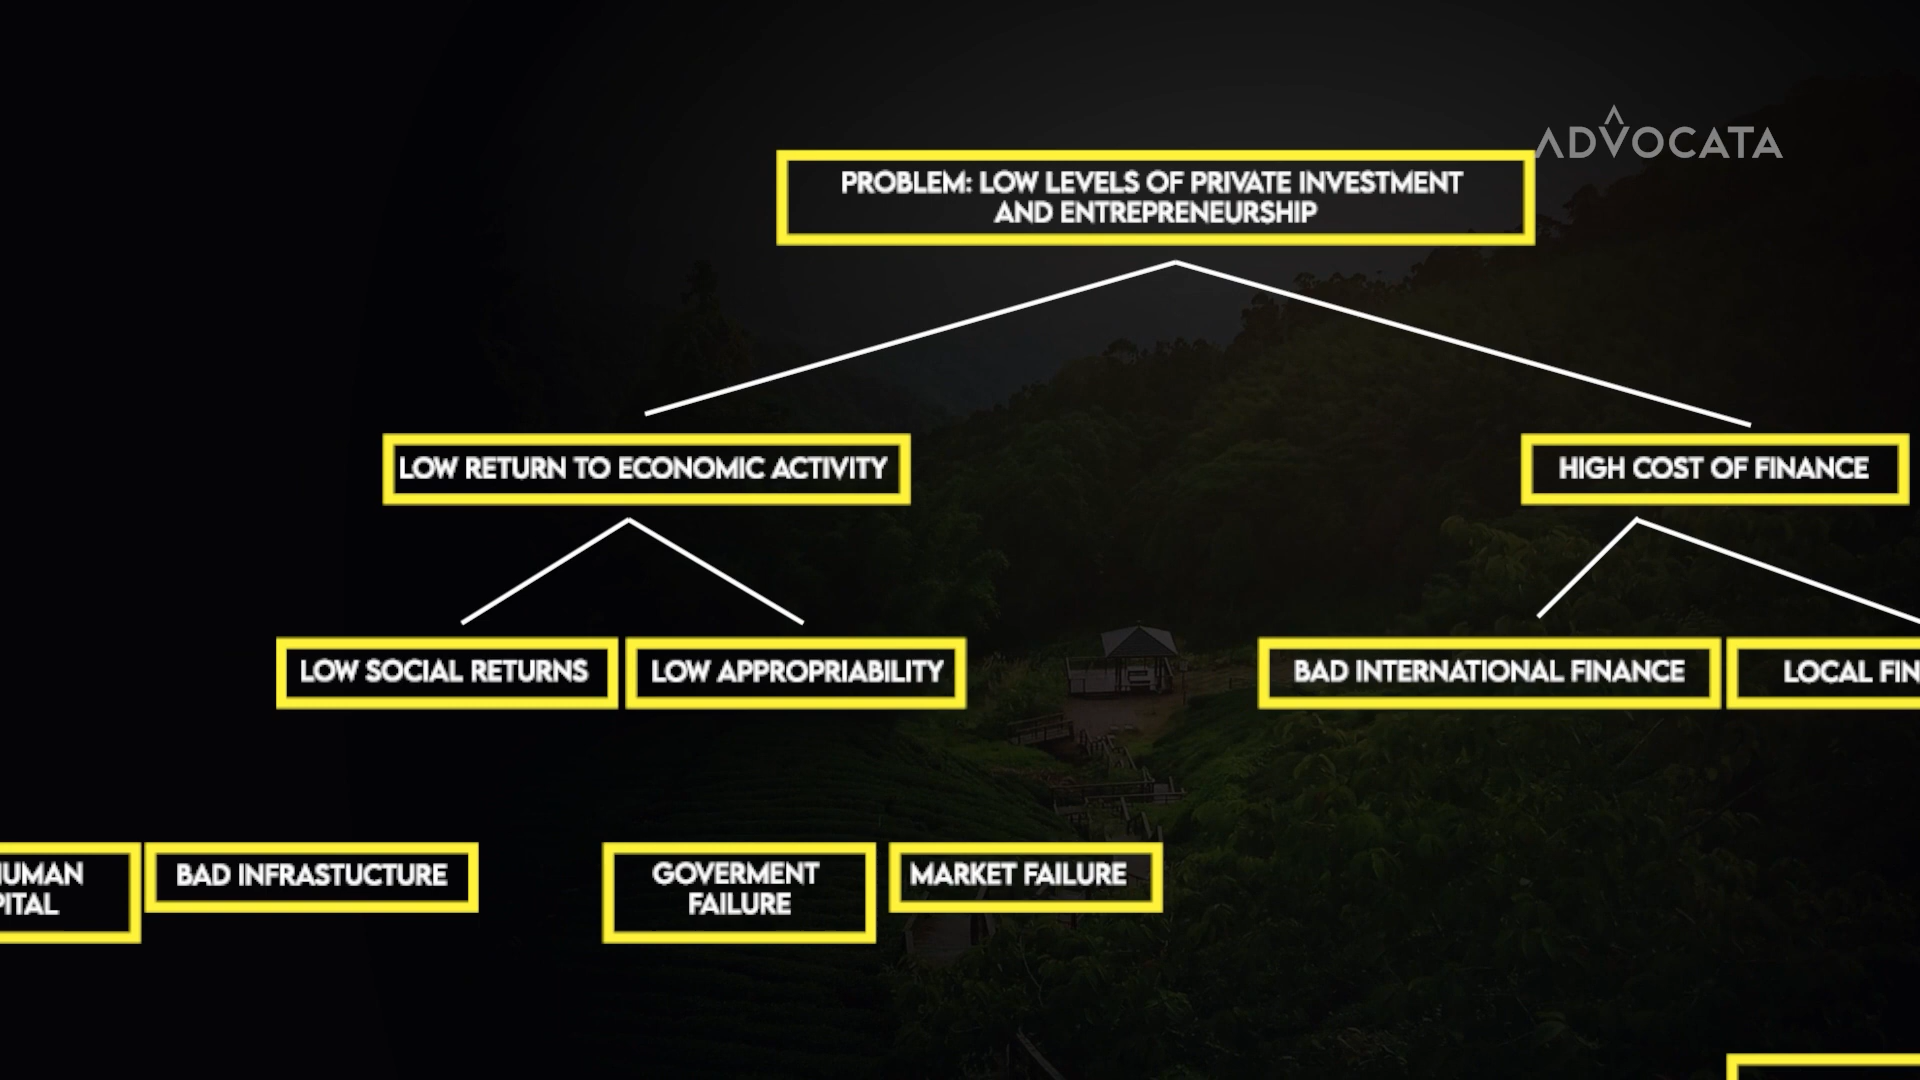 ADVOCATA
PROBLEM: LOW LEVELS OF PRIVATE INVESTMENT
AND ENTREPRENEURSHIP
LOW RETURN TO ECONOMIC ACTIVITY
HIGH COST OF FINANCE
LOW SOCIAL RETURNS
LOW APPROPRIABILITY
BAD INTERNATIONAL FINANCE
LOCAL
BAD INFRASTUCTURE
GOVERMENT
FAILURE
MARKET FAILURE